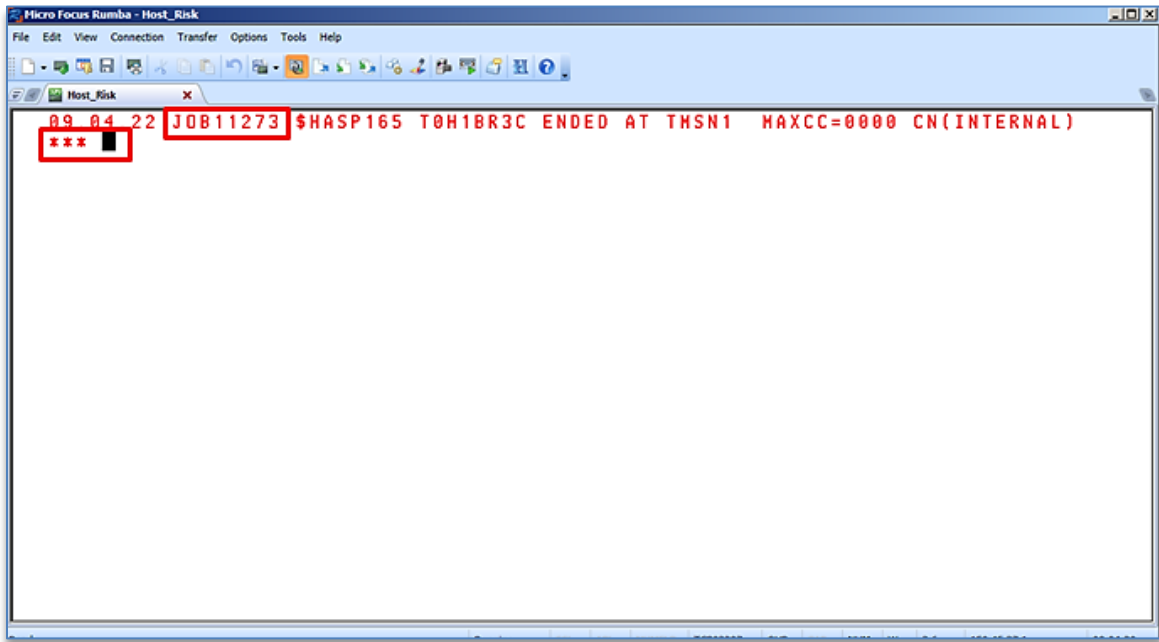 Micro Focus Rumba - Host_Risk
File Edit View Connection Transfer Options Tools Help
Host_Risk
09 04 22 JOB11273 $HASP165 T0H1BR3C ENDED AT TMSN1 MAXCC=0000 CN(INTERNAL)
***